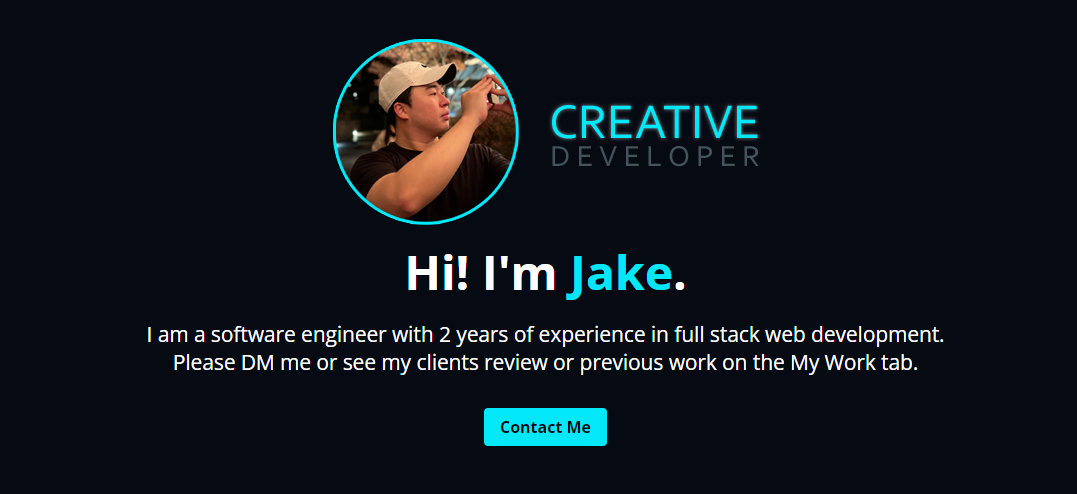 CREATIVE
DEVELOPER
Hi! I'm Jake.
I am a software engineer with 2 years of experience in full stack web development.
Please DM me or see my clients review or previous work on the My Work tab.
Contact Me